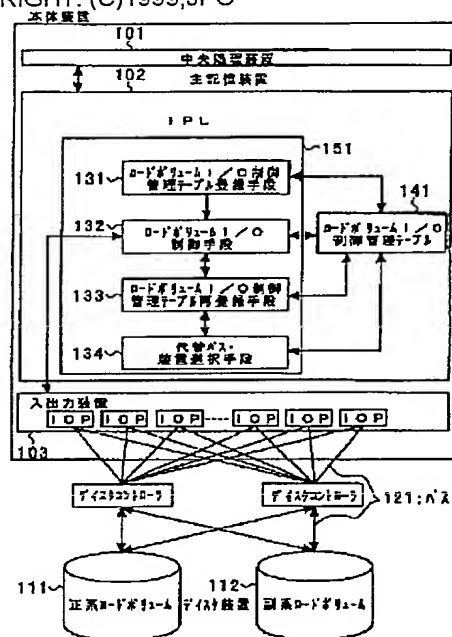 RIGHT: (C)1999,JPO
本体装置
101
中央処理装置
102
主記憶装置
IPL
151
131
ロードボリュームI/O制御
管理テーブル登録手段
141
132
ロードボリュームI/O
制御手段
ロードボリュームI/O
制御管理テーブル
133
ロードボリュームI/O制御
管理テーブル再登録手段
134
代替パス・
装置選択手段
入出力装置
IOP IOP IOP ---- IOP IOP IOP
103
ディスクコントローラ
ディスクコントローラ
121:パス
111
112
正系ロードボリューム
ディスク装置
副系ロードボリューム